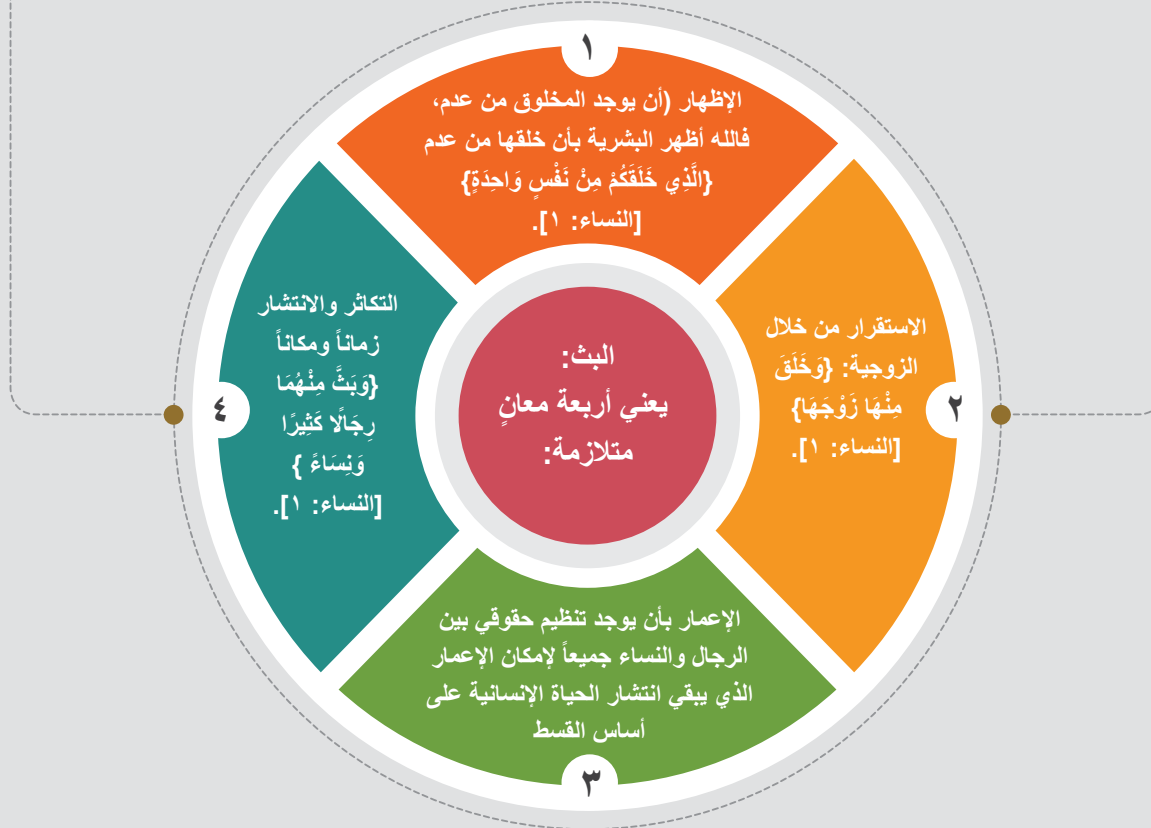 البث:
يعني أربعة معانٍ
متلازمة:
١
الإظهار (أن يوجد المخلوق من عدم،
فالله أظهر البشرية بأن خلقها من عدم
{الَّذِي خَلَقَكُمْ مِنْ نَفْسٍ وَاحِدَةٍ}
[النساء: ١].
٢
الاستقرار من خلال
الزوجية: {وَخَلَقَ
مِنْهَا زَوْجَهَا}
[النساء: ١].
٣
الإعمار بأن يوجد تنظيم حقوقي بين
الرجال والنساء جميعاً لإمكان الإعمار
الذي يبقي انتشار الحياة الإنسانية على
أساس القسط
٤
التكاثر والانتشار
زماناً ومكاناً
{وَبَثَّ مِنْهُمَا
رِجَالًا كَثِيرًا
وَنِسَاءً }
[النساء: ١].